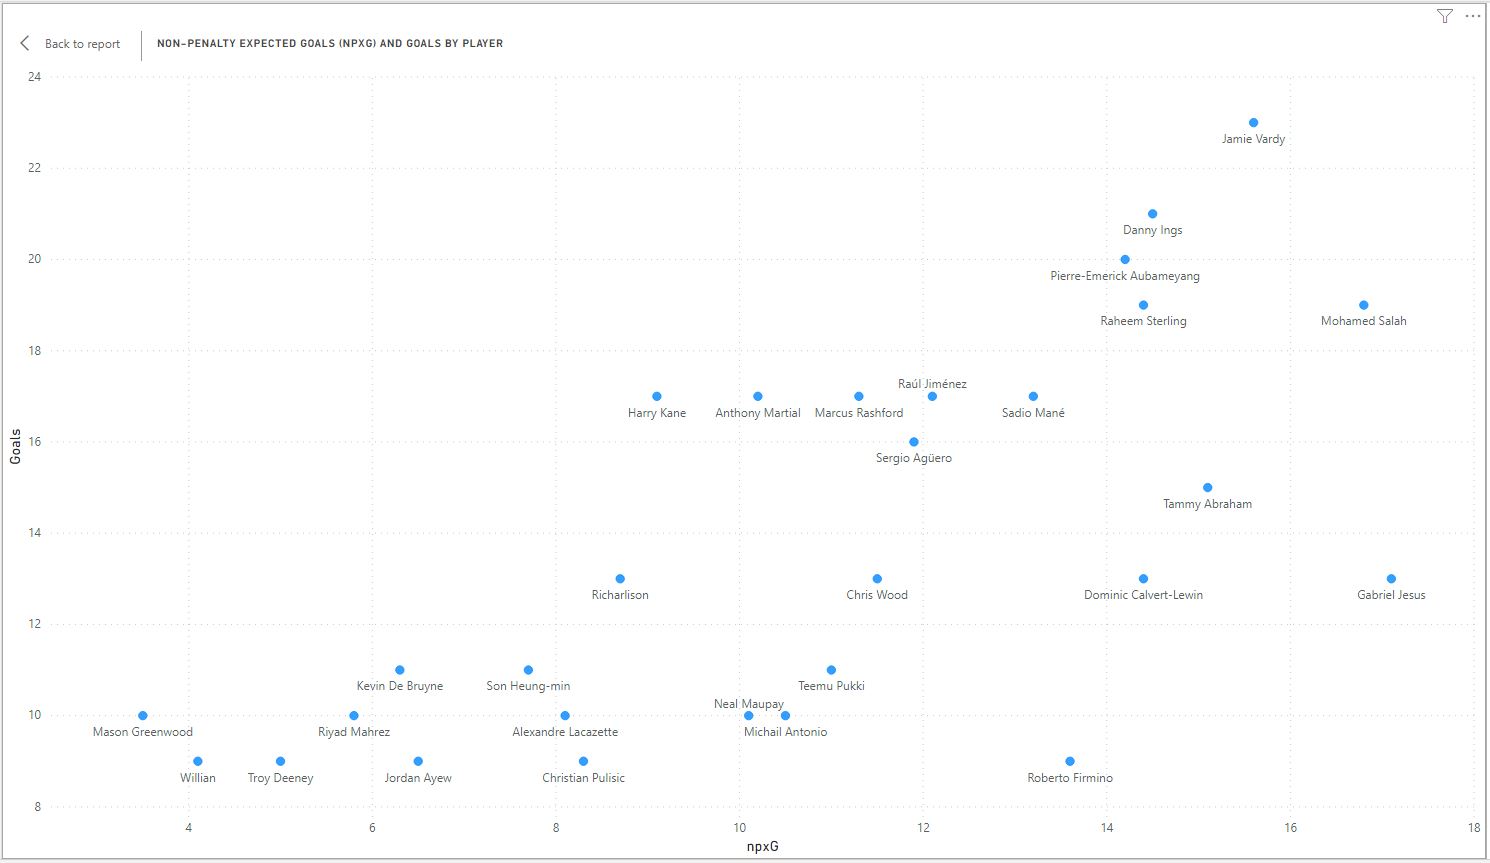 Back to report
NON-PENALTY EXPECTED GOALS (NPXG) AND GOALS BY PLAYER
24
Jamie Vardy
22
Danny Ings
20
Pierre-Emerick Aubameyang
Raheem Sterling
Mohamed Salah
18
Raúl Jiménez
Harry Kane
Anthony Martial
Marcus Rashford
Sadio Mané
Goals
16
Sergio Agüero
Tammy Abraham
14
Richarlison
Chris Wood
Dominic Calvert-Lewin
Gabriel Jesus
12
Kevin De Bruyne
Son Heung-min
Teemu Pukki
Neal Maupay
10
Mason Greenwood
Riyad Mahrez
Alexandre Lacazette
Michail Antonio
Willian
Troy Deeney
Jordan Ayew
Christian Pulisic
Roberto Firmino
8
4
6
8
10
12
14
16
18
npxG